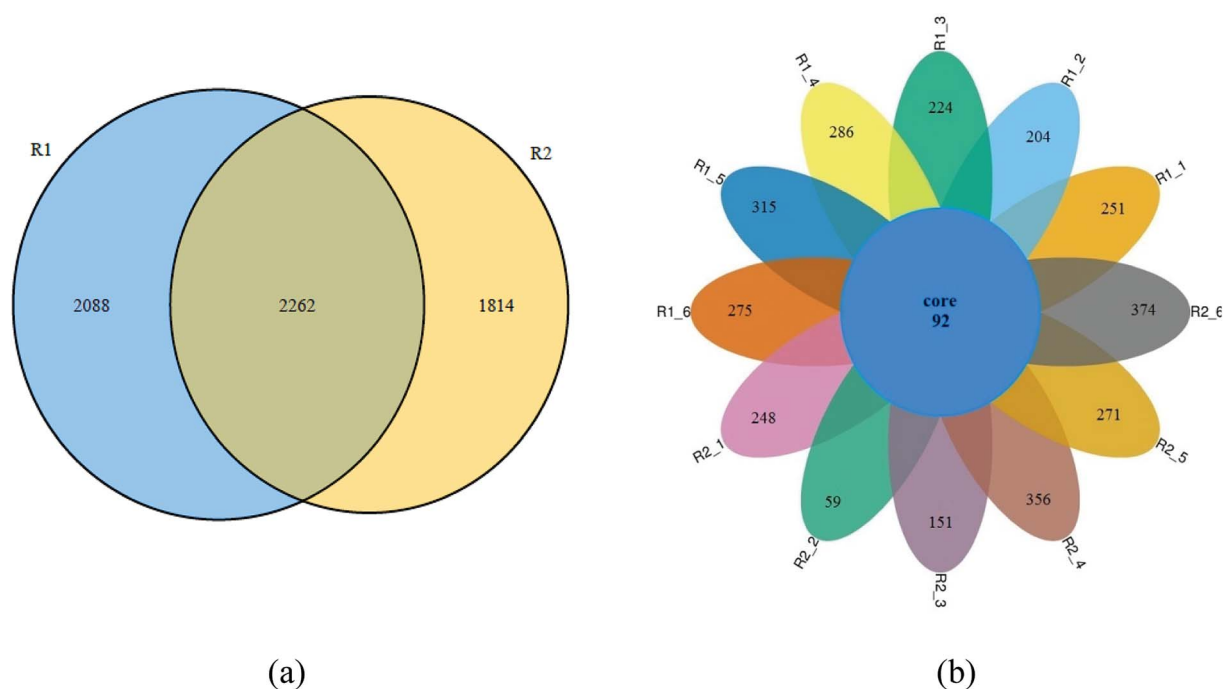 R1
R2
2088
2262
1814
(a)
R1_3
R1_4
R1_2
224
286
204
R1_5
R1_1
315
251
R1_6
275
core
92
374
R2_6
248
271
R2_1
R2_5
59
151
356
R2_2
R2_3
R2_4
(b)